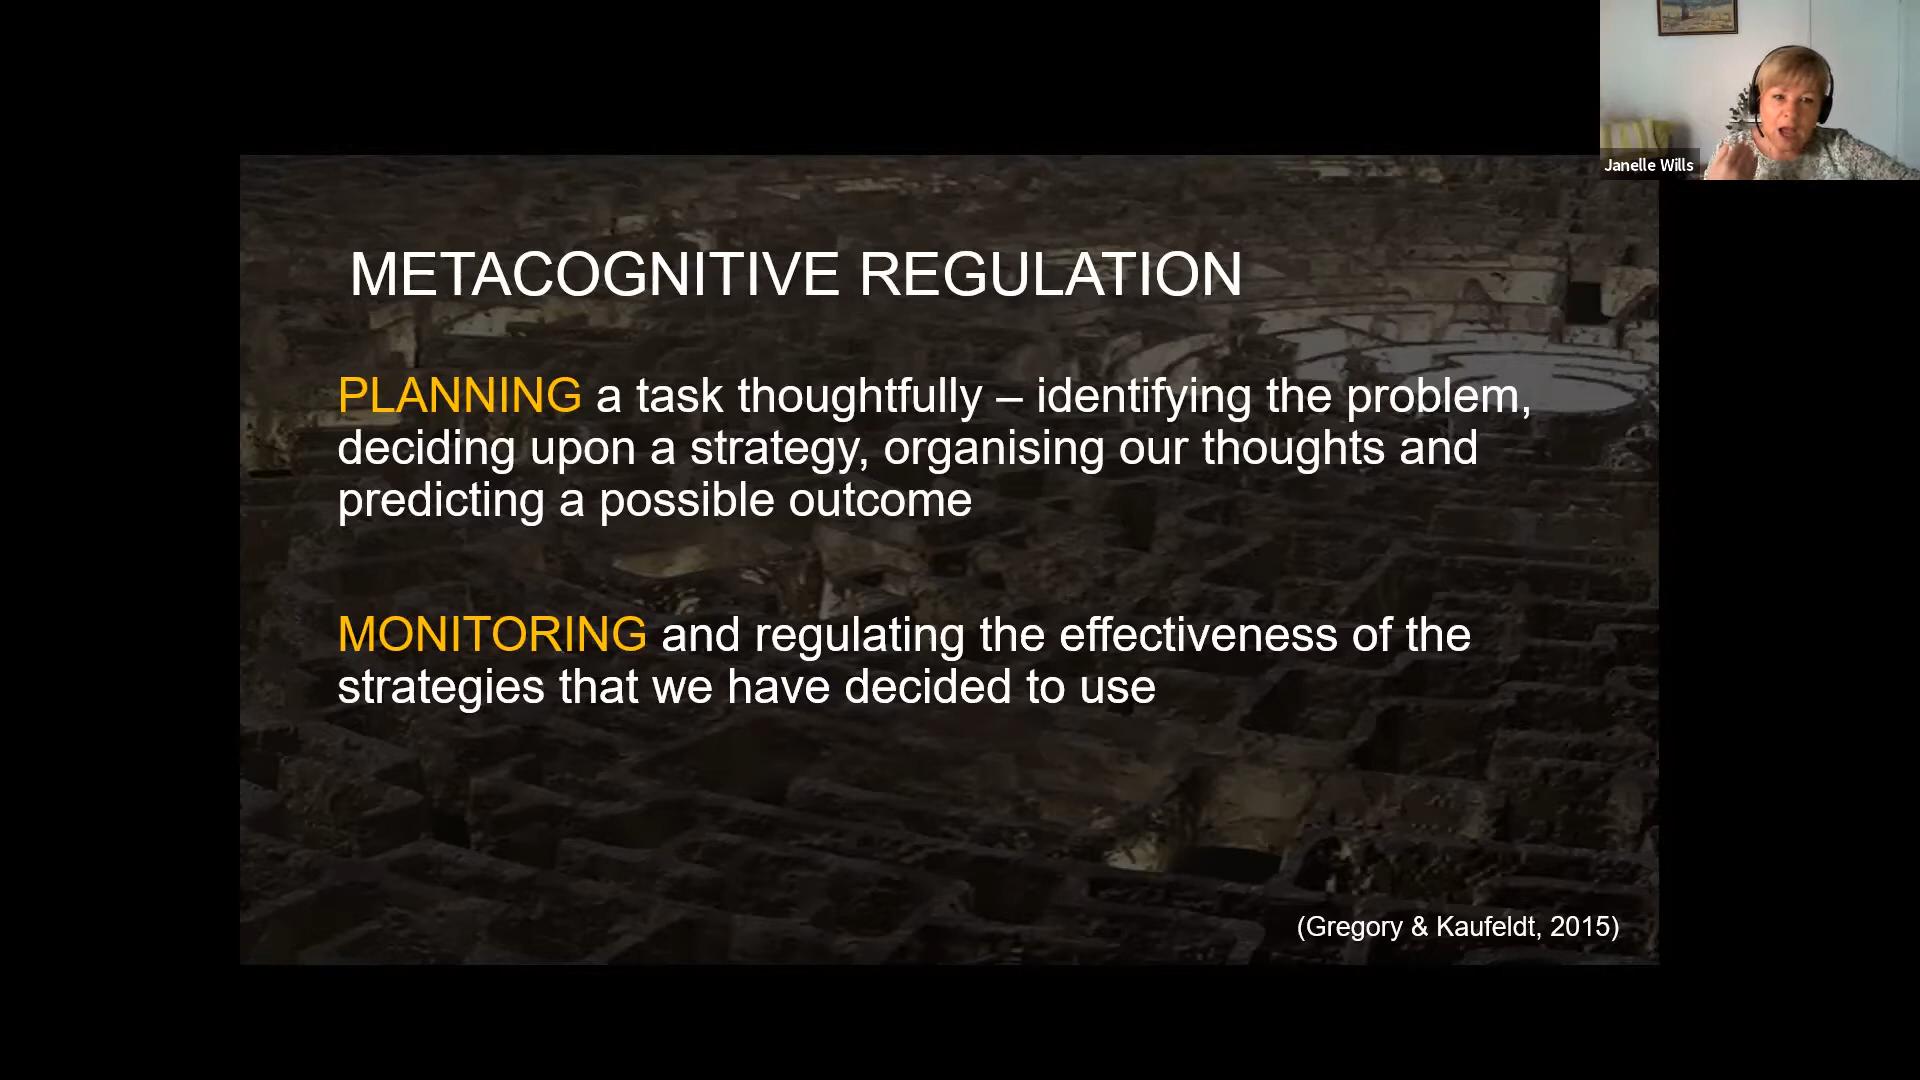 Janelle Wills
METACOGNITIVE REGULATION
PLANNING a task thoughtfully – identifying the problem,
deciding upon a strategy, organising our thoughts and
predicting a possible outcome
MONITORING and regulating the effectiveness of the
strategies that we have decided to use
(Gregory & Kaufeldt, 2015)